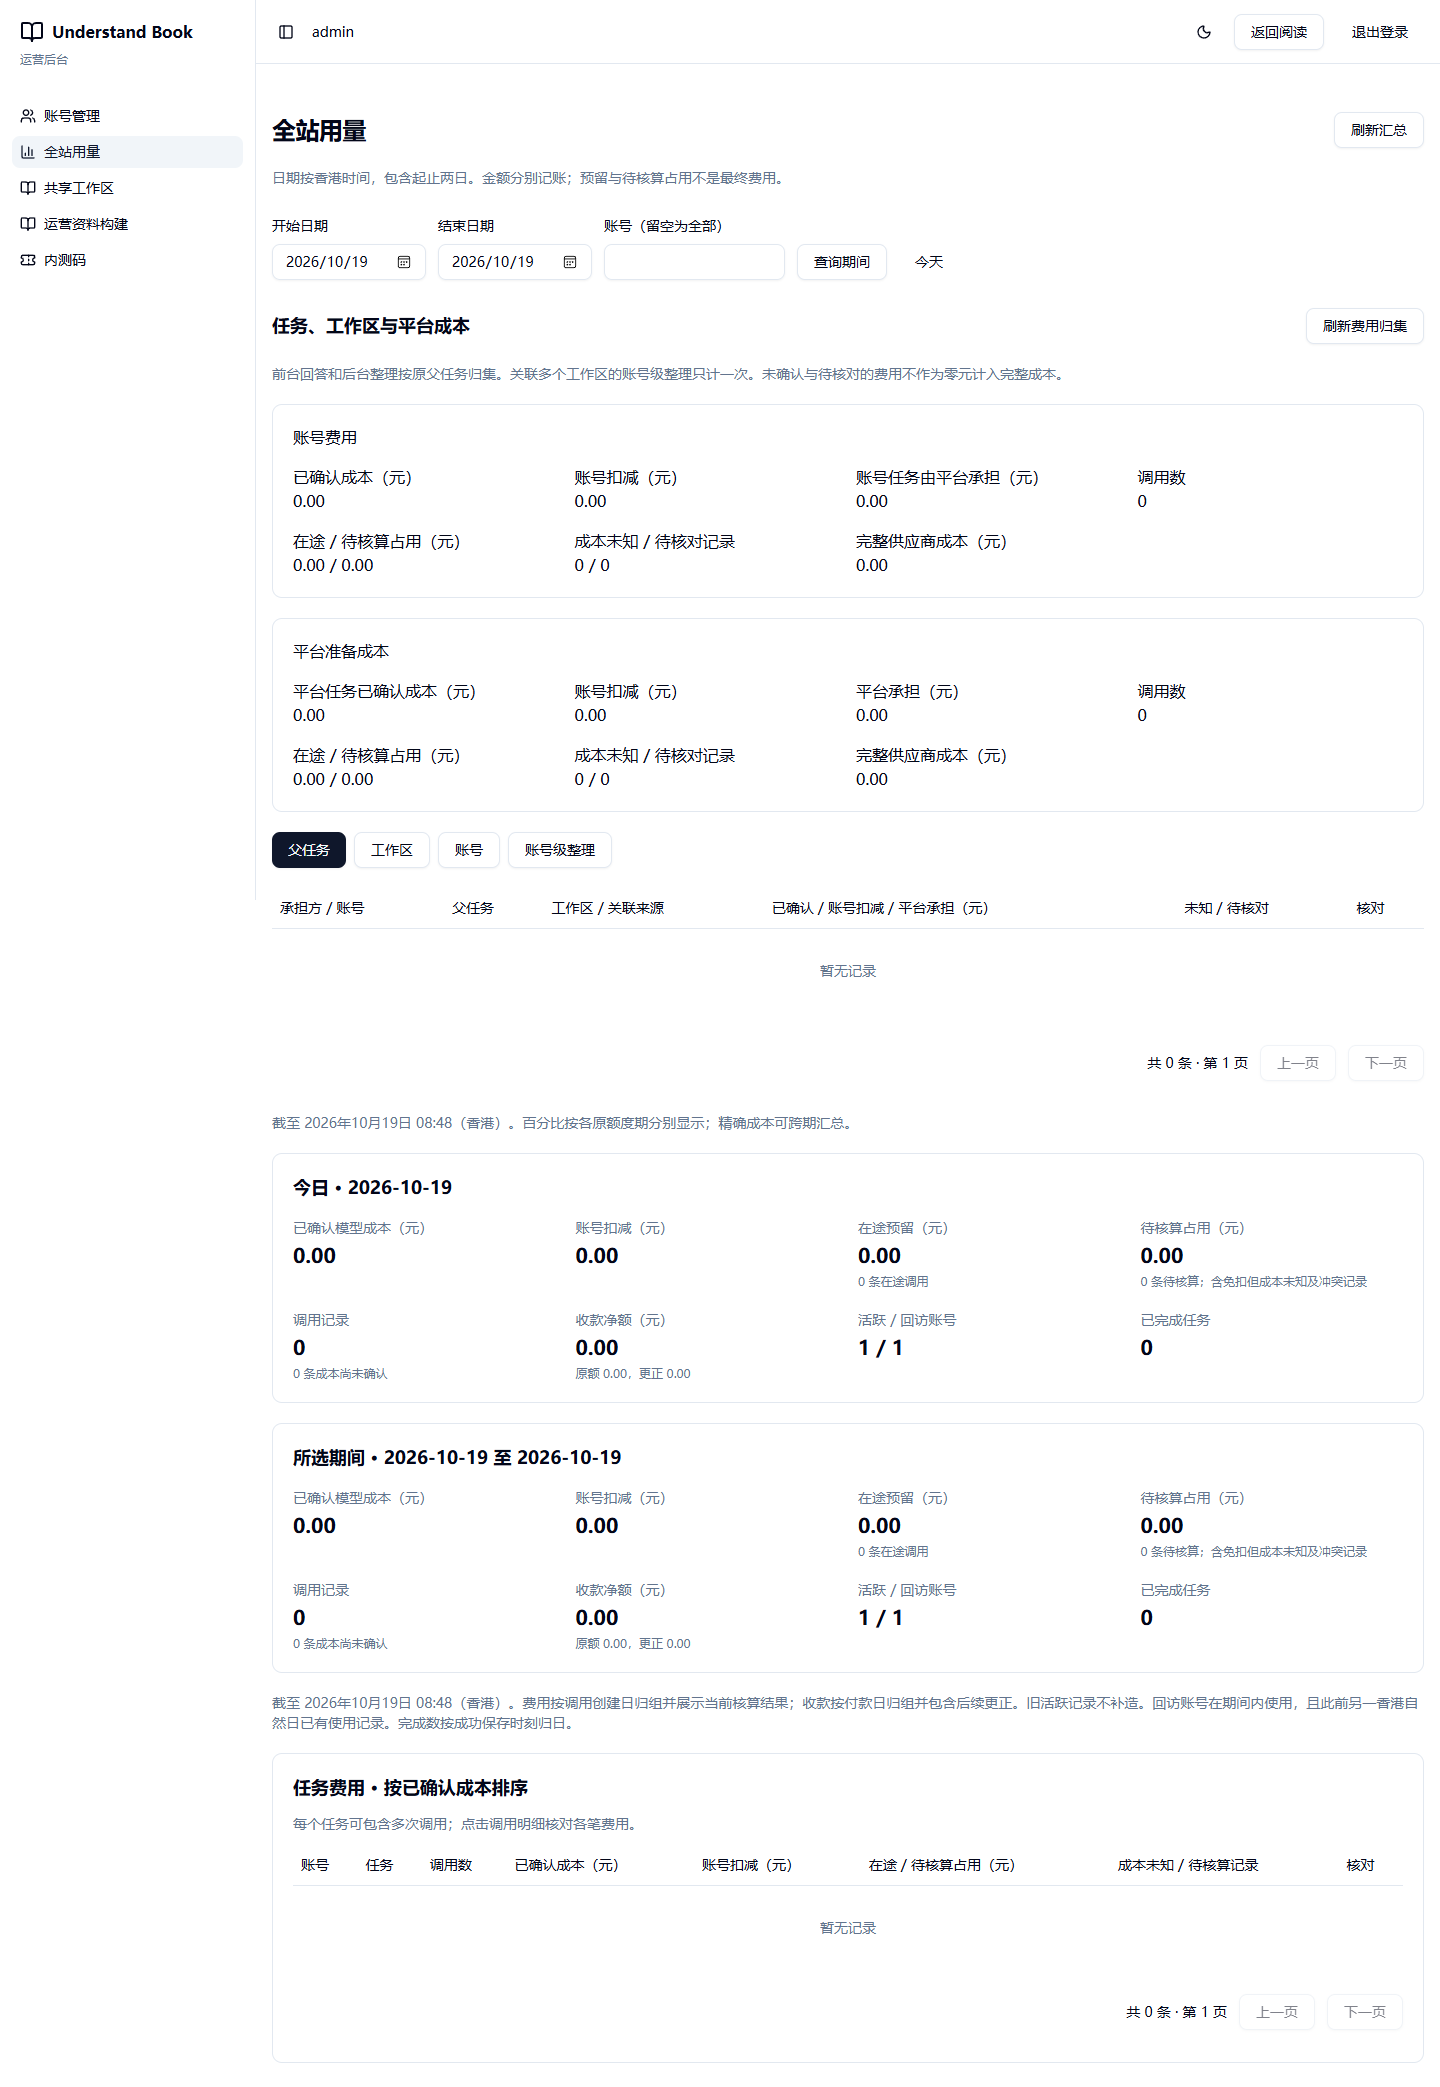 Understand Book
运营后台
账号管理
全站用量
共享工作区
运营资料构建
内测码
admin
返回阅读
退出登录
全站用量
刷新汇总
日期按香港时间，包含起止两日。金额分别记账；预留与待核算占用不是最终费用。
开始日期
结束日期
账号（留空为全部）
2026/10/19
2026/10/19
查询期间
今天
任务、工作区与平台成本
刷新费用归集
前台回答和后台整理按原父任务归集。关联多个工作区的账号级整理只计一次。未确认与待核对的费用不作为零元计入完整成本。
账号费用
已确认成本（元）
0.00
账号扣减（元）
0.00
账号任务由平台承担（元）
0.00
调用数
0
在途 / 待核算占用（元）
0.00 / 0.00
成本未知 / 待核对记录
0 / 0
完整供应商成本（元）
0.00
平台准备成本
平台任务已确认成本（元）
0.00
账号扣减（元）
0.00
平台承担（元）
0.00
调用数
0
在途 / 待核算占用（元）
0.00 / 0.00
成本未知 / 待核对记录
0 / 0
完整供应商成本（元）
0.00
父任务
工作区
账号
账号级整理
承担方 / 账号
父任务
工作区 / 关联来源
已确认 / 账号扣减 / 平台承担（元）
未知 / 待核对
核对
暂无记录
共 0 条 · 第 1 页
上一页
下一页
截至 2026年10月19日 08:48（香港）。百分比按各原额度期分别显示；精确成本可跨期汇总。
今日 • 2026-10-19
已确认模型成本（元）
0.00
账号扣减（元）
0.00
在途预留（元）
0.00
0 条在途调用
待核算占用（元）
0.00
0 条待核算；含免扣但成本未知及冲突记录
调用记录
0
0 条成本尚未确认
收款净额（元）
0.00
原额 0.00，更正 0.00
活跃 / 回访账号
1 / 1
已完成任务
0
所选期间 • 2026-10-19 至 2026-10-19
已确认模型成本（元）
0.00
账号扣减（元）
0.00
在途预留（元）
0.00
0 条在途调用
待核算占用（元）
0.00
0 条待核算；含免扣但成本未知及冲突记录
调用记录
0
0 条成本尚未确认
收款净额（元）
0.00
原额 0.00，更正 0.00
活跃 / 回访账号
1 / 1
已完成任务
0
截至 2026年10月19日 08:48（香港）。费用按调用创建日归组并展示当前核算结果；收款按付款日归组并包含后续更正。旧活跃记录不补造。回访账号在期间内使用，且此前另一香港自
然日已有使用记录。完成数按成功保存时刻归日。
任务费用 • 按已确认成本排序
每个任务可包含多次调用；点击调用明细核对各笔费用。
账号
任务
调用数
已确认成本（元）
账号扣减（元）
在途 / 待核算占用（元）
成本未知 / 待核算记录
核对
暂无记录
共 0 条 · 第 1 页
上一页
下一页